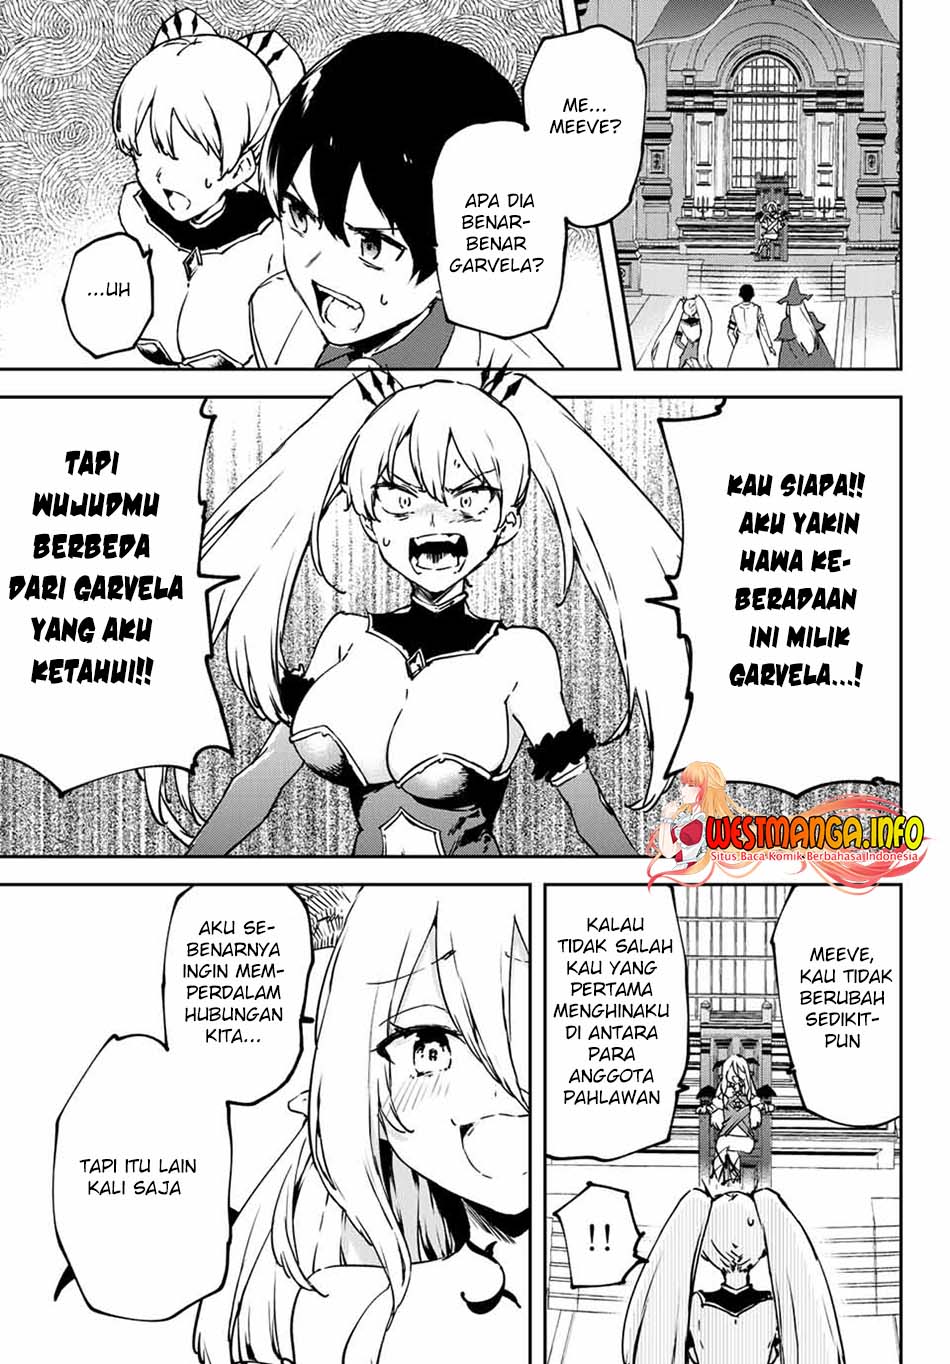 ME...
MEEVE?
APA DIA
BENAR-
BENAR
GARVELA?
...UH
KAU SIAPA!!
AKU YAKIN
HAWA KE-
BERADAAN
INI MILIK
GARVELA...!
TAPI
WUJUDMU
BERBEDA
DARI GARVELA
YANG AKU
KETAHUI!!
WESTMANGA.INFO
Situs Baca Komik Berbahasa Indonesia
MEEVE,
KAU TIDAK
BERUBAH
SEDIKIT-
PUN
KALAU
TIDAK SALAH
KAU YANG
PERTAMA
MENGHINAKU
DI ANTARA
PARA
ANGGOTA
PAHLAWAN
!!
AKU SE-
BENARNYA
INGIN MEM-
PERDALAM
HUBUNGAN
KITA...
TAPI ITU LAIN
KALI SAJA